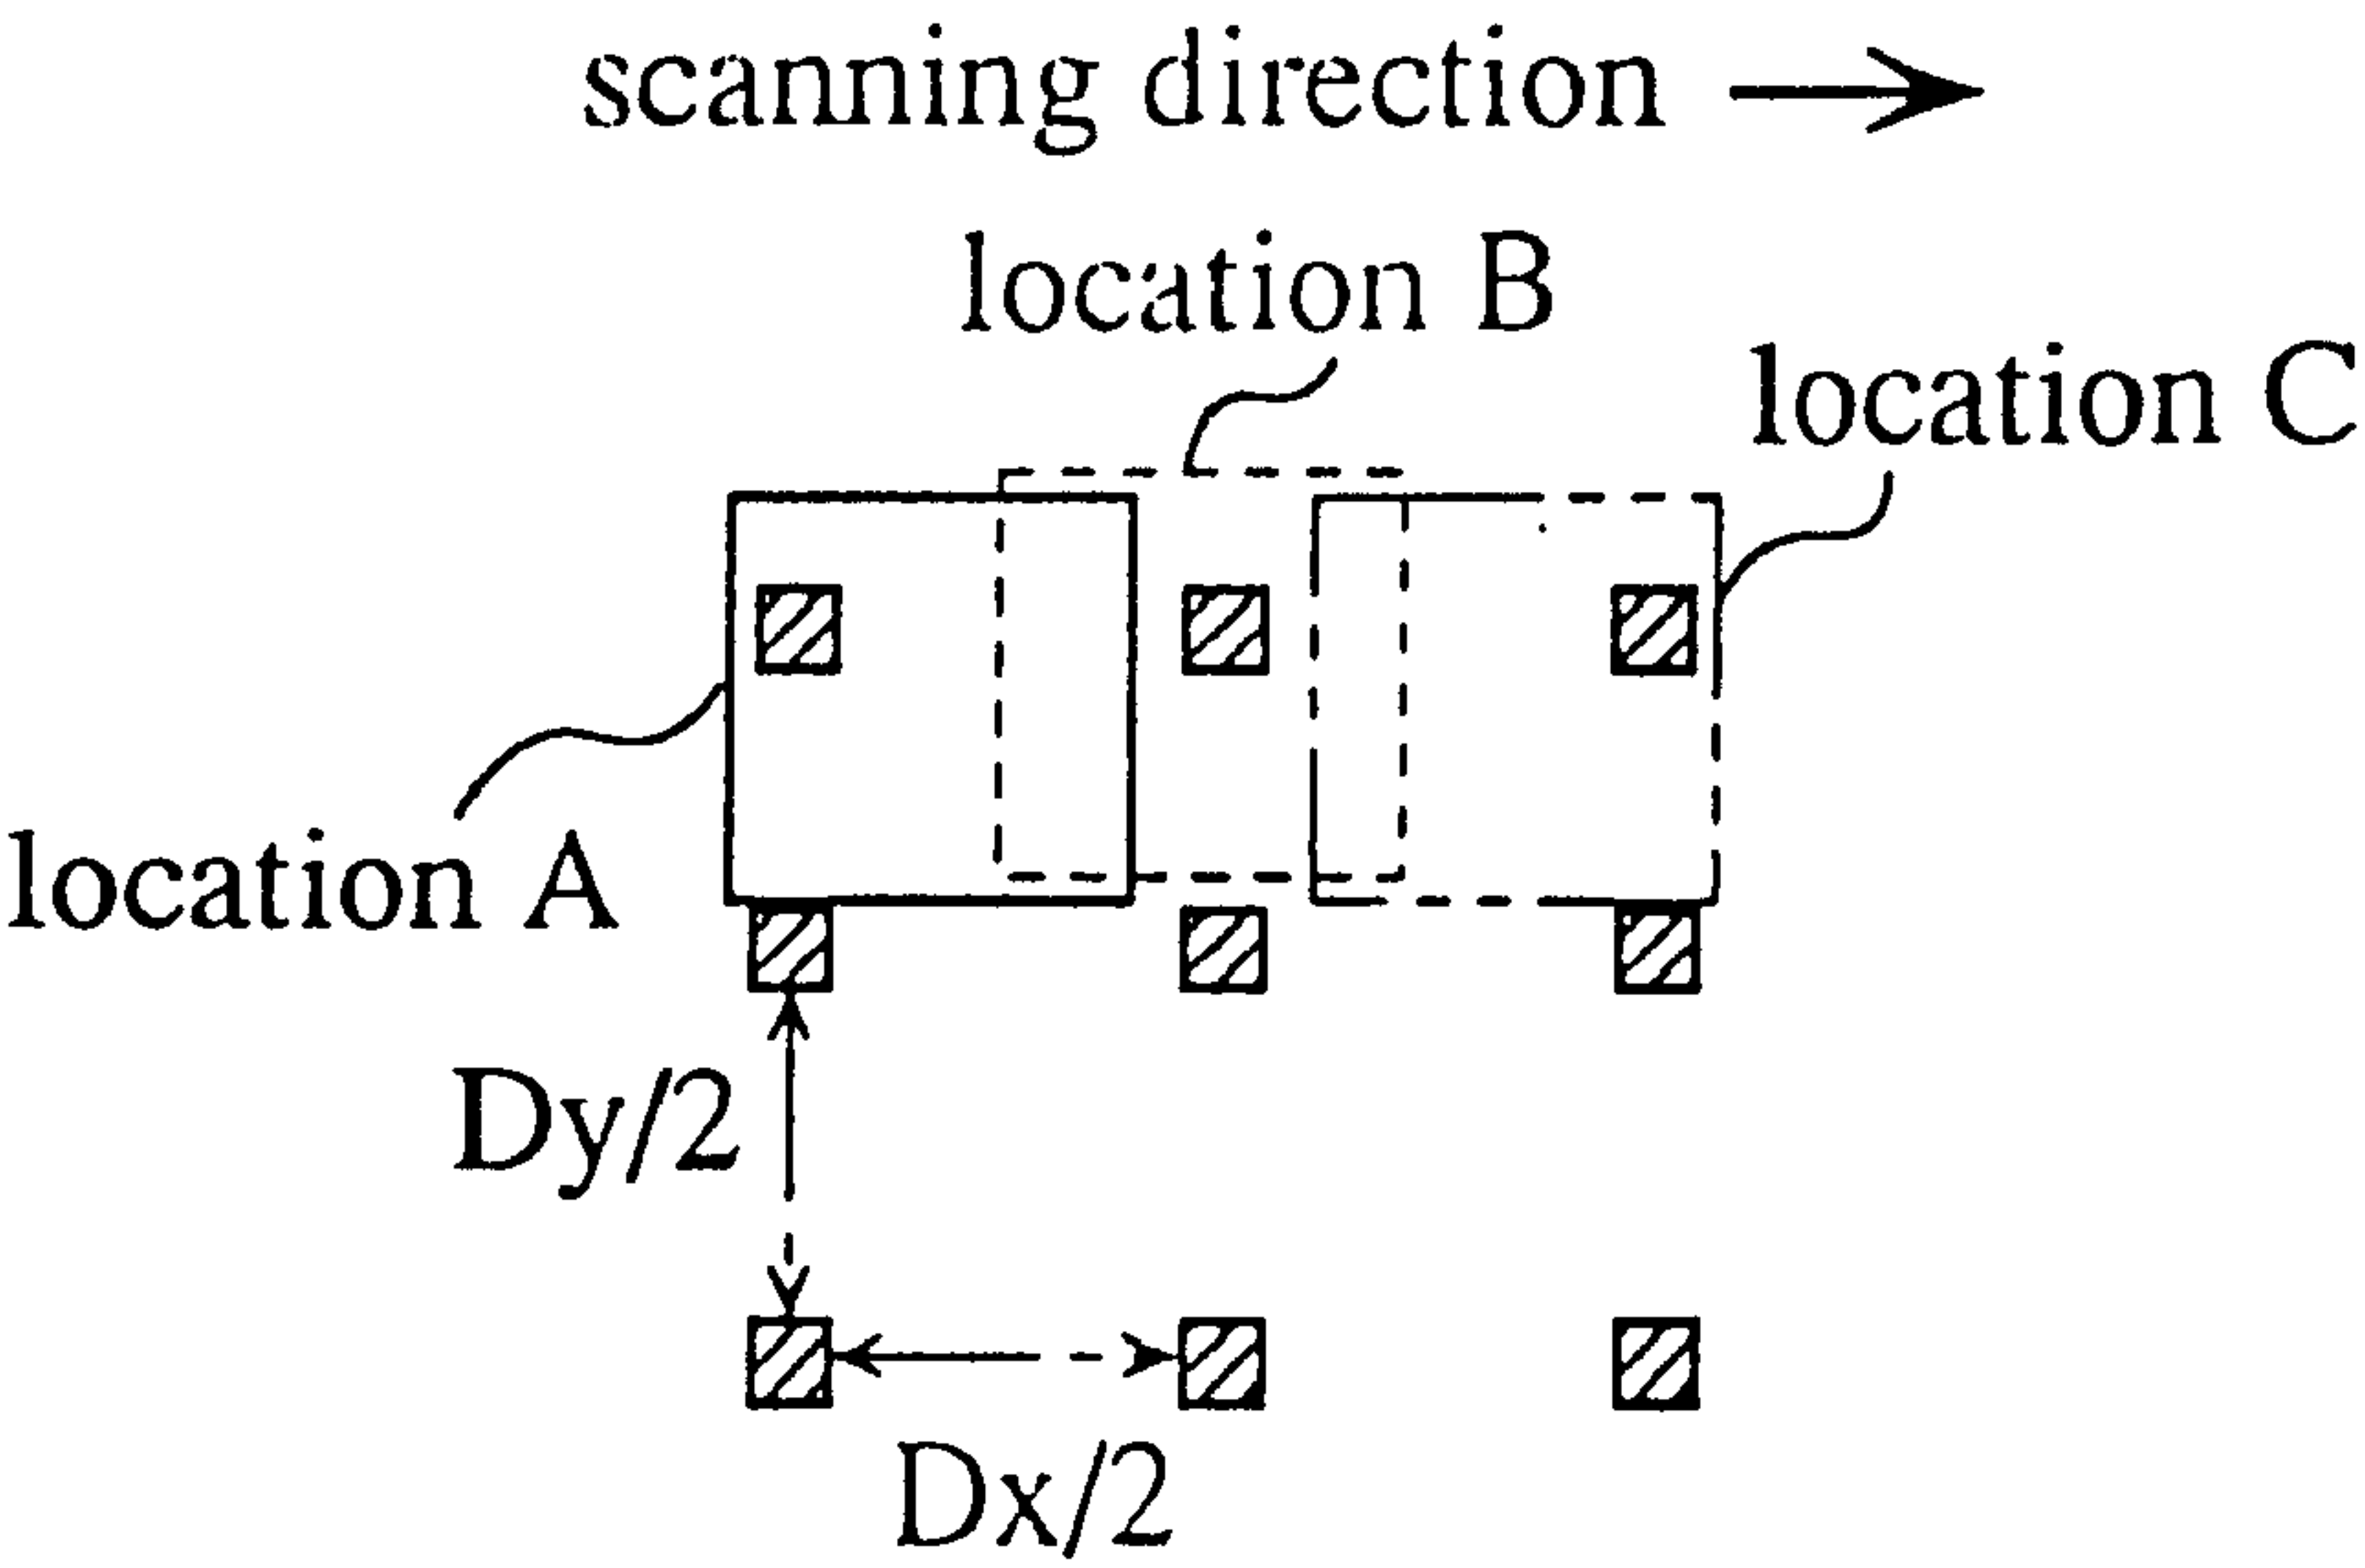 scanning direction
location B
location C
location A
Dy/2
Dx/2